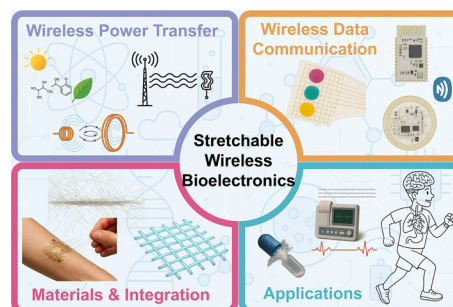 Wireless Power Transfer
Wireless Data
Communication
Stretchable
Wireless
Bioelectronics
Materials & Integration
Applications